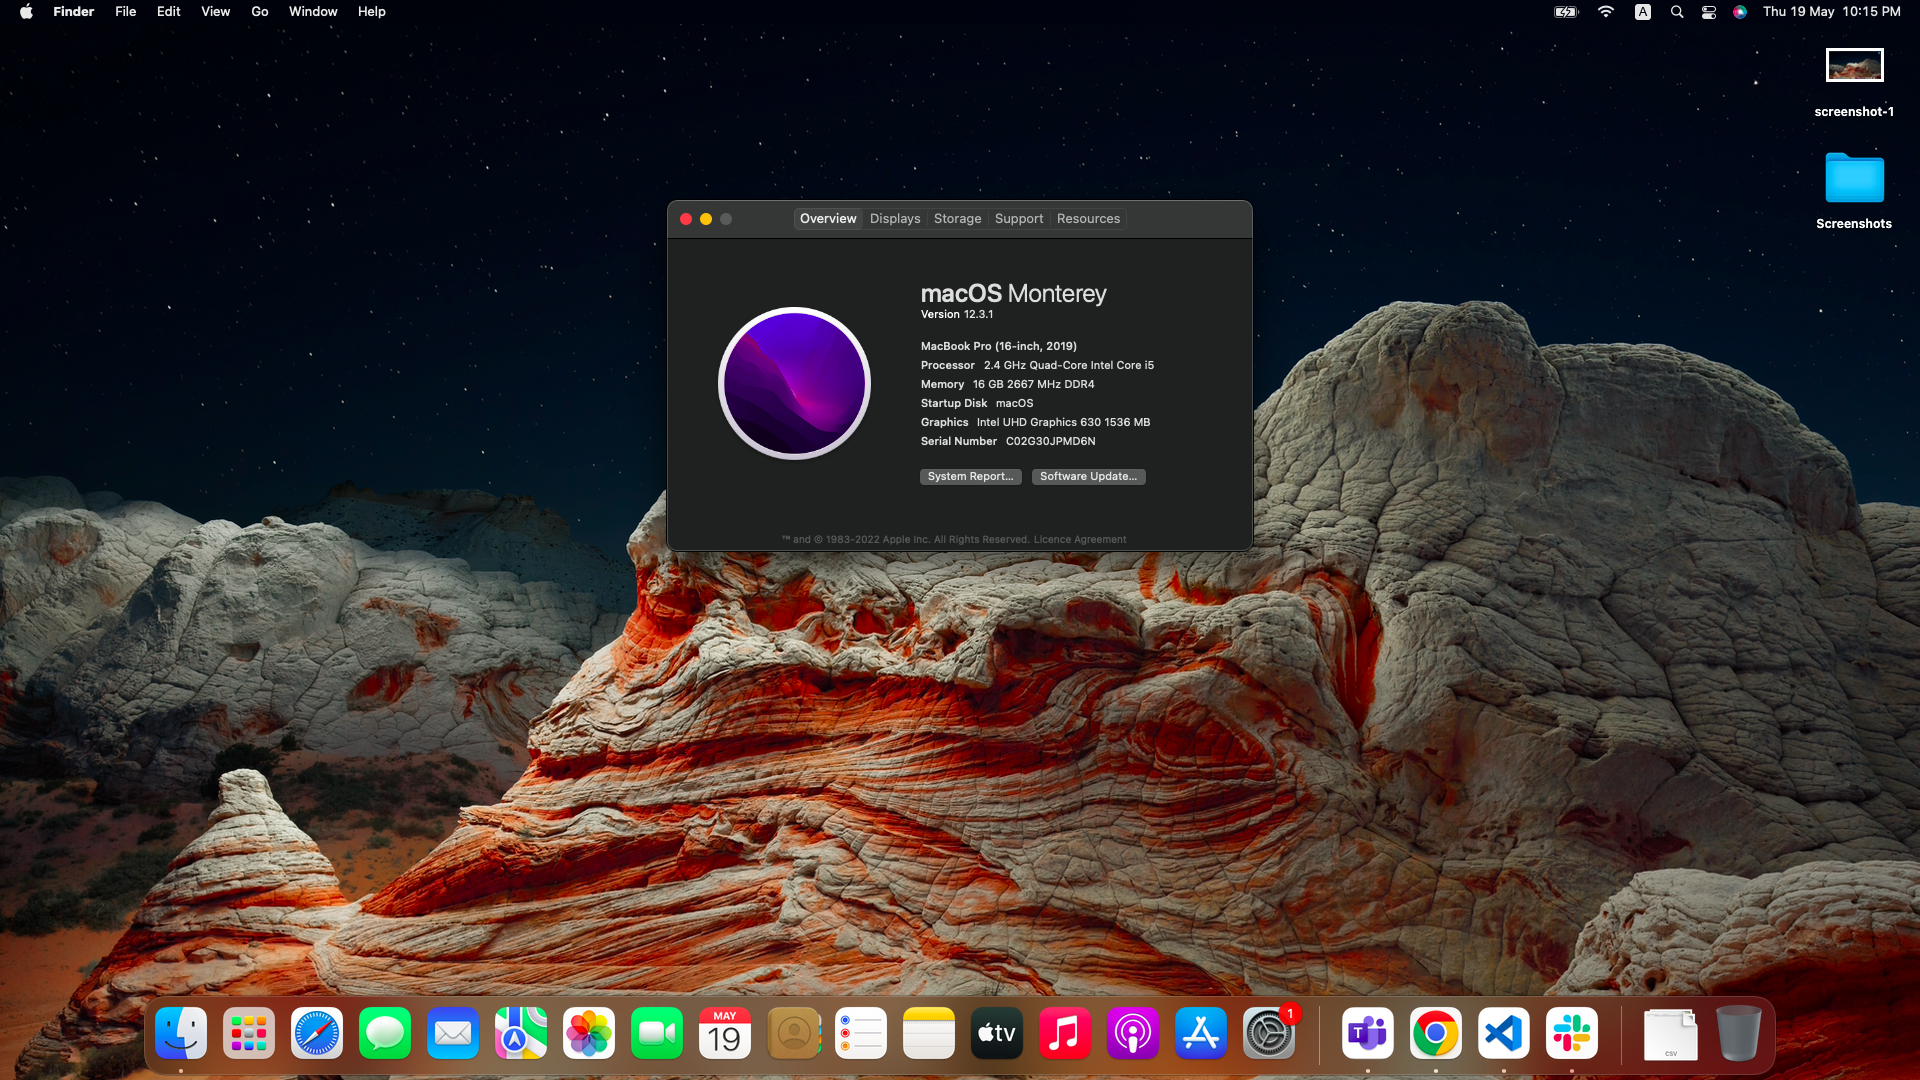 Finder File Edit View Go Window Help
A Thu 19 May 10:15 PM
screenshot-1
Screenshots
Overview Displays Storage Support Resources
macOS Monterey
Version 12.3.1
MacBook Pro (16-inch, 2019)
Processor 2.4 GHz Quad-Core Intel Core i5
Memory 16 GB 2667 MHz DDR4
Startup Disk macOS
Graphics Intel UHD Graphics 630 1536 MB
Serial Number C02G30JPMD6N
System Report... Software Update...
™ and © 1983-2022 Apple Inc. All Rights Reserved. Licence Agreement
MAY
19
tv
1
T
csv